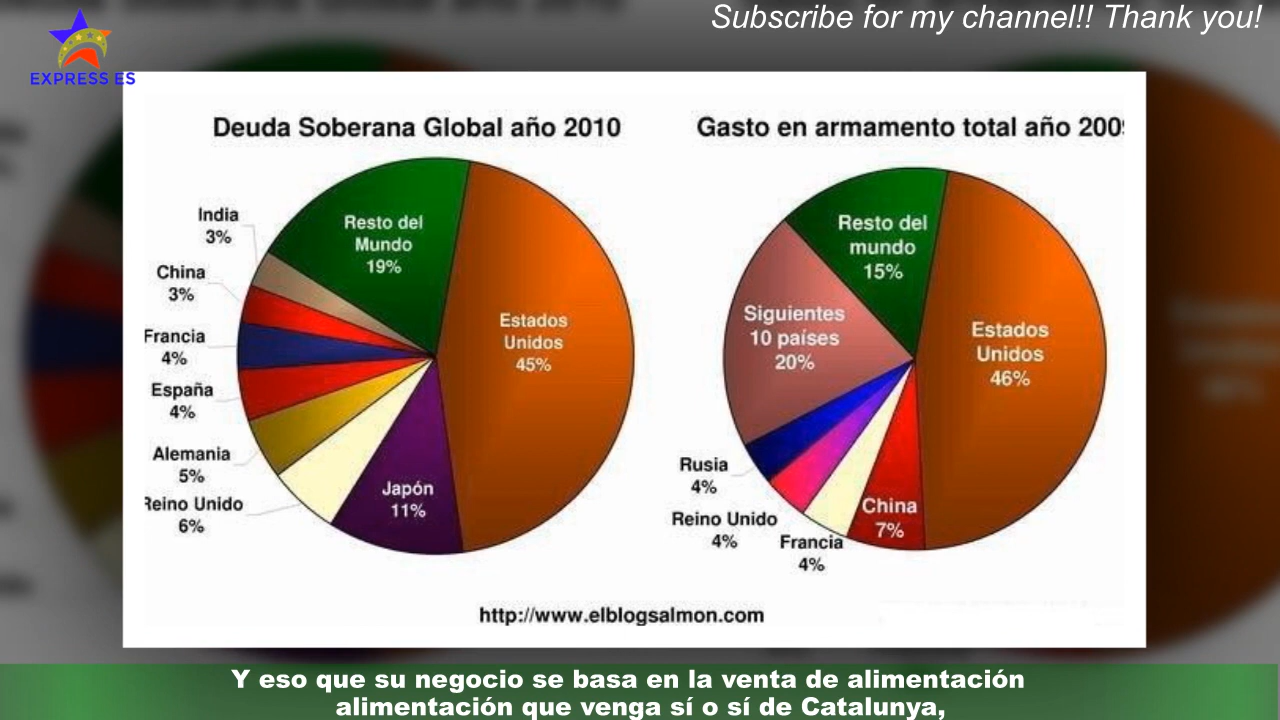 Subscribe for my channel!! Thank you!
EXPRESS ES
Deuda Soberana Global año 2010
India
3%
China
3%
Francia
4%
España
4%
Alemania
5%
Reino Unido
6%
Resto del
Mundo
19%
Estados
Unidos
45%
Japón
11%
Gasto en armamento total año 2009
Resto del
mundo
15%
Siguientes
10 países
20%
Estados
Unidos
46%
Rusia
4%
Reino Unido
4%
Francia
4%
China
7%
http://www.elblogsalmon.com
Y eso que su negocio se basa en la venta de alimentación
alimentación que venga sí o sí de Catalunya,